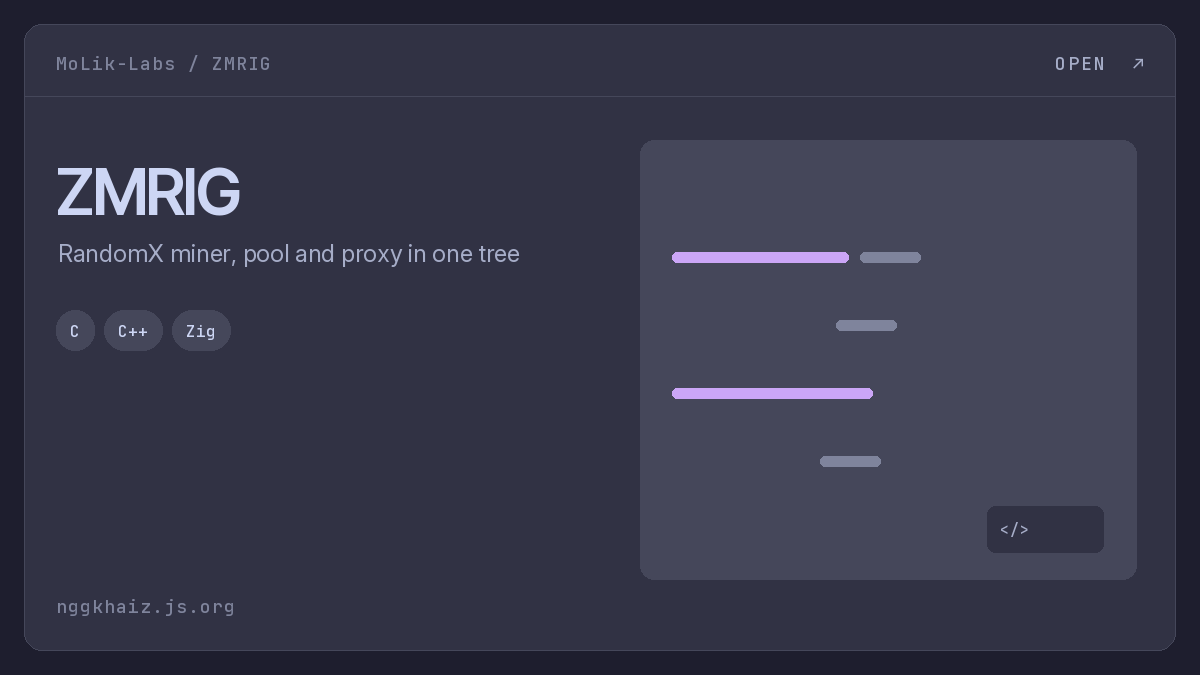 MoLik-Labs / ZMRIG
OPEN ↗
ZMRIG
RandomX miner, pool and proxy in one tree
C
C++
Zig
</>
nggkhaiz.js.org